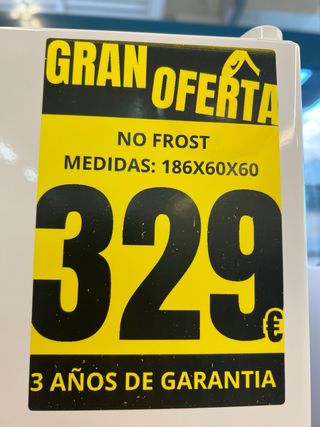 GRAN
OFERTA
NO FROST
MEDIDAS: 186X60X60
329€
3 AÑOS DE GARANTIA